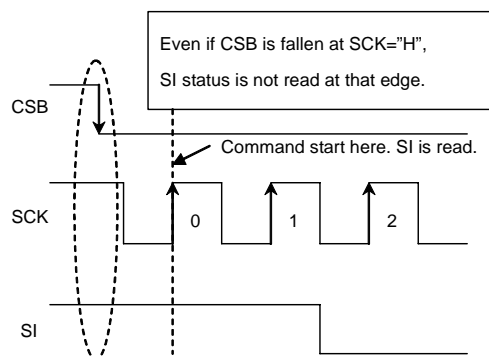 Even if CSB is fallen at SCK="H",
SI status is not read at that edge.
CSB
Command start here. SI is read.
SCK
0
1
2
SI